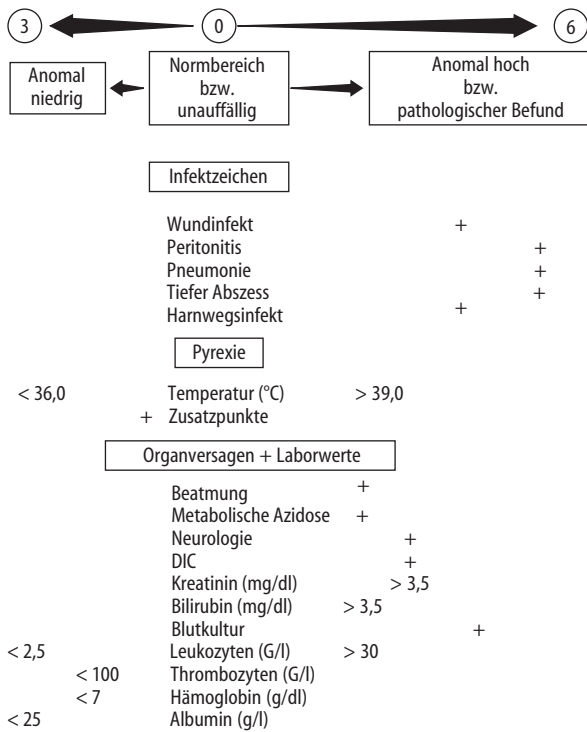 3 0 6
Anomal
niedrig
Normbereich
bzw.
unauffällig
Anomal hoch
bzw.
pathologischer Befund
Infektzeichen
Wundinfekt +
Peritonitis +
Pneumonie +
Tiefer Abszess +
Harnwegsinfekt +
Pyrexie
< 36,0 Temperatur (°C) > 39,0
+ Zusatzpunkte
Organversagen + Laborwerte
Beatmung +
Metabolische Azidose +
Neurologie +
DIC +
Kreatinin (mg/dl) > 3,5
Bilirubin (mg/dl) > 3,5
Blutkultur +
< 2,5 Leukozyten (G/l) > 30
< 100 Thrombozyten (G/l)
< 7 Hämoglobin (g/dl)
< 25 Albumin (g/l)